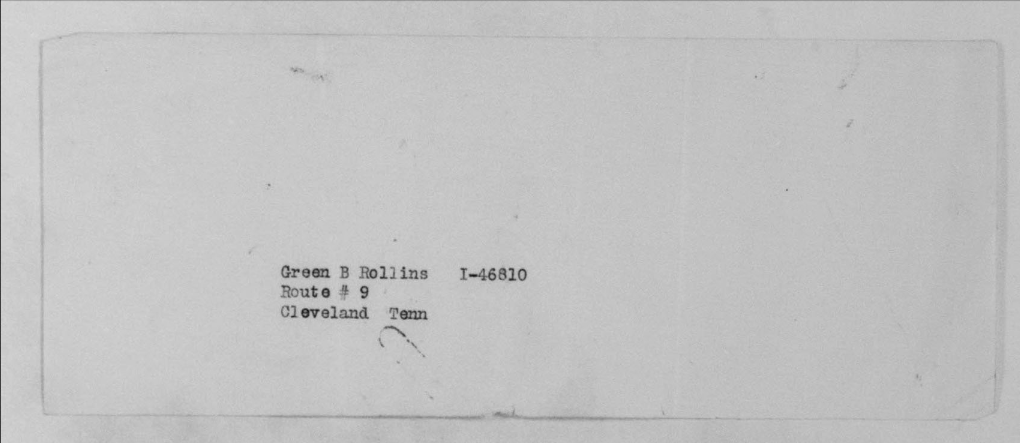 Green B Rollins I-46810
Route # 9
Cleveland Tenn